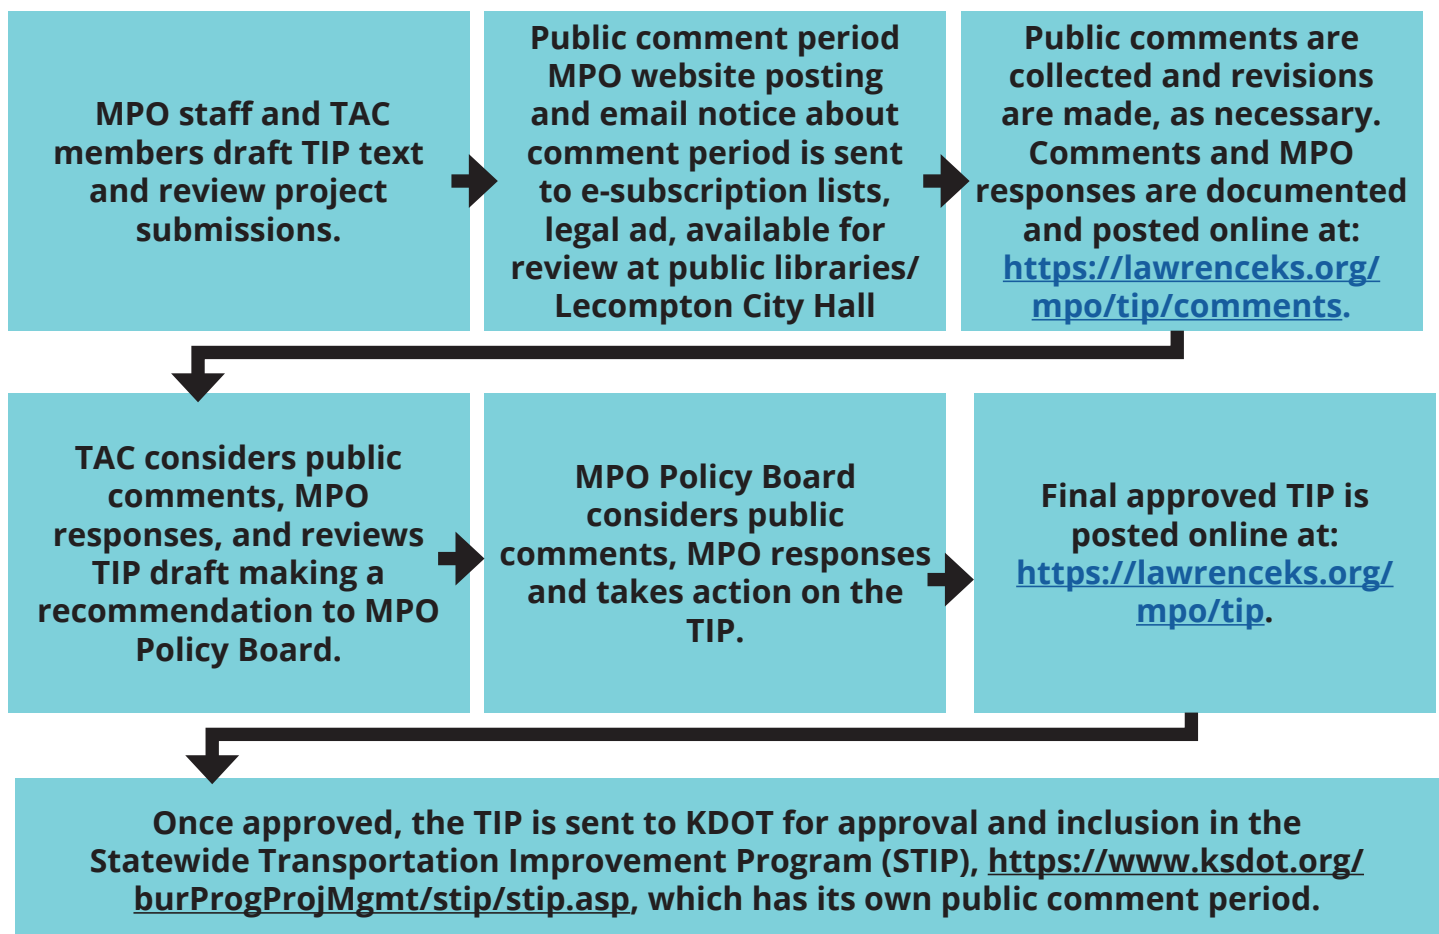 MPO staff and TAC
members draft TIP text
and review project
submissions.
Public comment period
MPO website posting
and email notice about
comment period is sent
to e-subscription lists,
legal ad, available for
review at public libraries/
Lecompton City Hall
Public comments are
collected and revisions
are made, as necessary.
Comments and MPO
responses are documented
and posted online at:
https://lawrenceks.org/
mpo/tip/comments.
TAC considers public
comments, MPO
responses, and reviews
TIP draft making a
recommendation to MPO
Policy Board.
MPO Policy Board
considers public
comments, MPO responses
and takes action on the
TIP.
Final approved TIP is
posted online at:
https://lawrenceks.org/
mpo/tip.
Once approved, the TIP is sent to KDOT for approval and inclusion in the
Statewide Transportation Improvement Program (STIP), https://www.ksdot.org/
burProgProjMgmt/stip/stip.asp, which has its own public comment period.